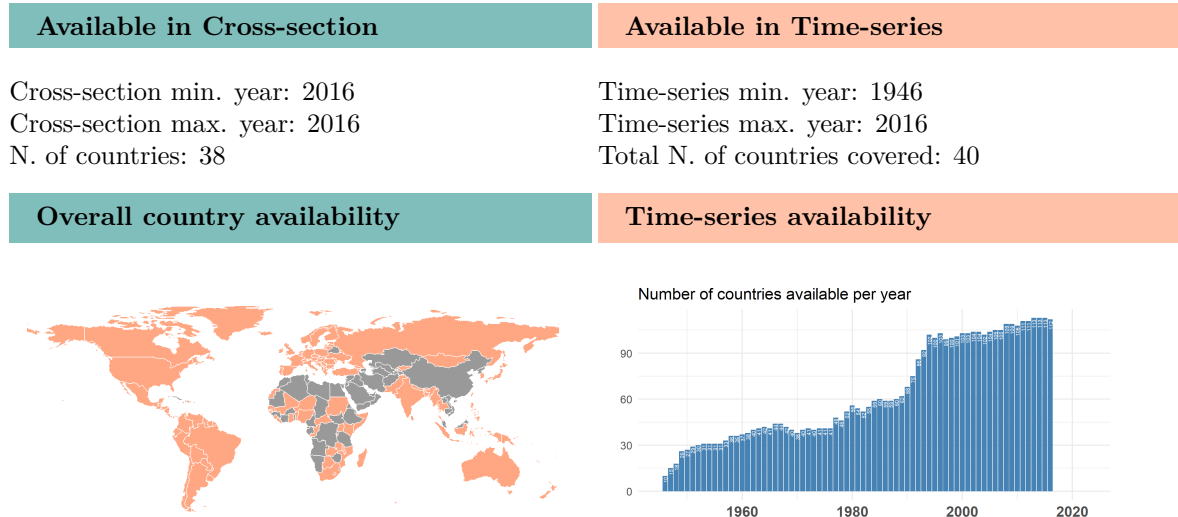 Available in Cross-section
Available in Time-series
Cross-section min. year: 2016
Cross-section max. year: 2016
N. of countries: 38
Time-series min. year: 1946
Time-series max. year: 2016
Total N. of countries covered: 40
Overall country availability
Time-series availability
Number of countries available per year
90
60
30
0
1960 1980 2000 2020